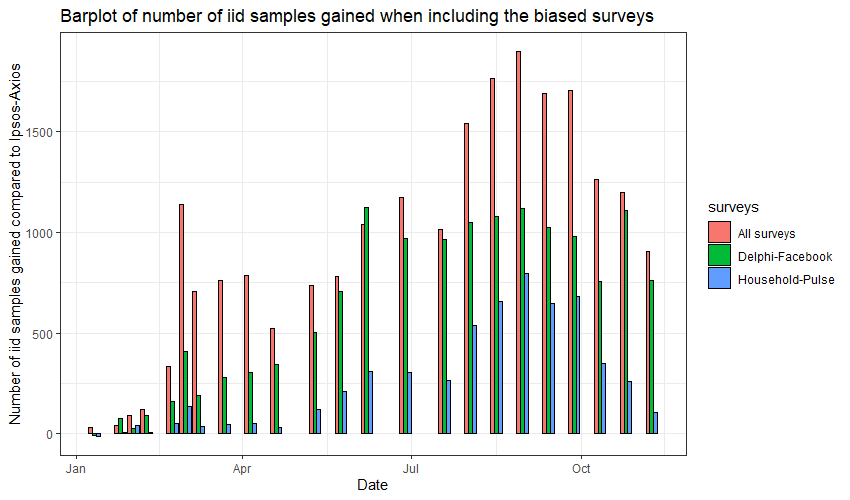 Barplot of number of iid samples gained when including the biased surveys
Number of iid samples gained compared to Ipsos-Axios
1500
1000
500
0
Jan
Apr
Jul
Oct
Date
surveys
All surveys
Delphi-Facebook
Household-Pulse